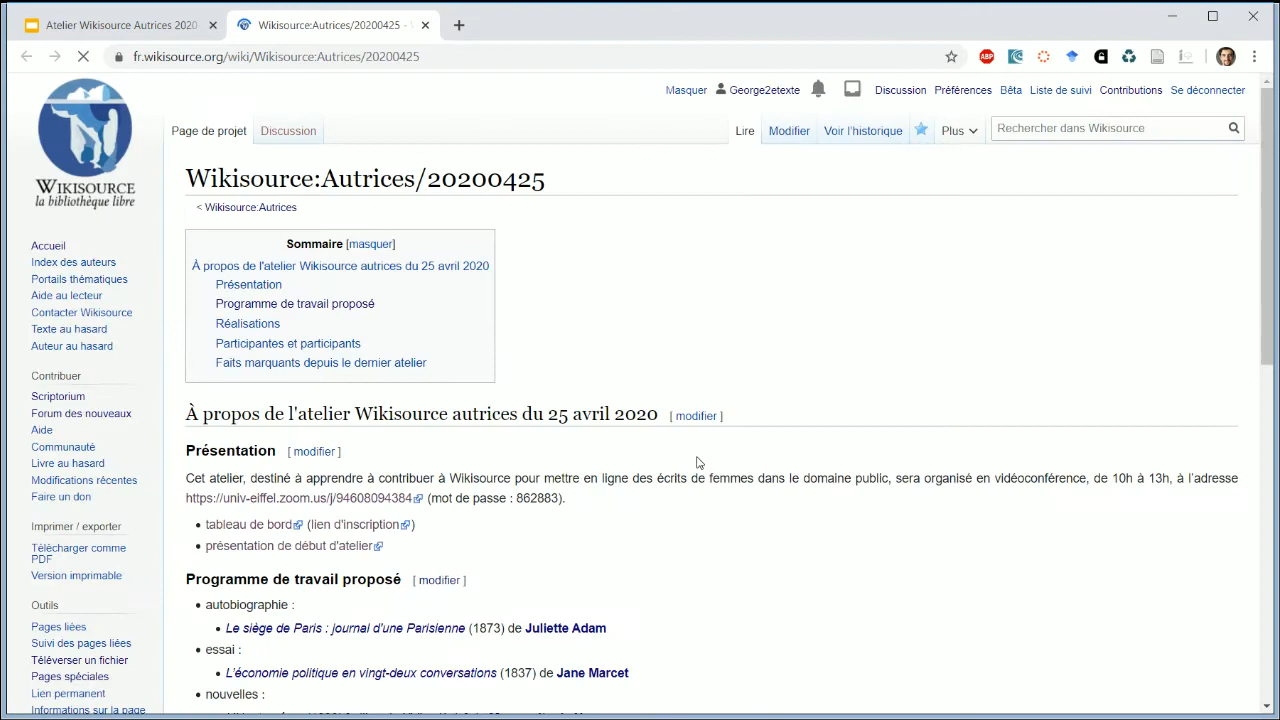 Atelier Wikisource Autrices 2020
Wikisource:Autrices/20200425 -
fr.wikisource.org/wiki/Wikisource:Autrices/20200425
ABP
Masquer George2etexte Discussion Préférences Bêta Liste de suivi Contributions Se déconnecter
Page de projet Discussion Lire Modifier Voir l'historique Plus Rechercher dans Wikisource
WIKISOURCE
la bibliothèque libre
Accueil
Index des auteurs
Portails thématiques
Aide au lecteur
Contacter Wikisource
Texte au hasard
Auteur au hasard
Contribuer
Scriptorium
Forum des nouveaux
Aide
Communauté
Livre au hasard
Modifications récentes
Faire un don
Imprimer / exporter
Télécharger comme
PDF
Version imprimable
Outils
Pages liées
Suivi des pages liées
Téléverser un fichier
Pages spéciales
Lien permanent
Informations sur la page
Wikisource:Autrices/20200425
< Wikisource:Autrices
Sommaire [masquer]
À propos de l'atelier Wikisource autrices du 25 avril 2020
Présentation
Programme de travail proposé
Réalisations
Participantes et participants
Faits marquants depuis le dernier atelier
À propos de l'atelier Wikisource autrices du 25 avril 2020 [ modifier ]
Présentation [ modifier ]
Cet atelier, destiné à apprendre à contribuer à Wikisource pour mettre en ligne des écrits de femmes dans le domaine public, sera organisé en vidéoconférence, de 10h à 13h, à l'adresse
https://univ-eiffel.zoom.us/j/94608094384 (mot de passe : 862883).
• tableau de bord (lien d'inscription)
• présentation de début d'atelier
Programme de travail proposé [ modifier ]
• autobiographie :
• Le siège de Paris : journal d'une Parisienne (1873) de Juliette Adam
• essai :
• L'économie politique en vingt-deux conversations (1837) de Jane Marcet
• nouvelles :